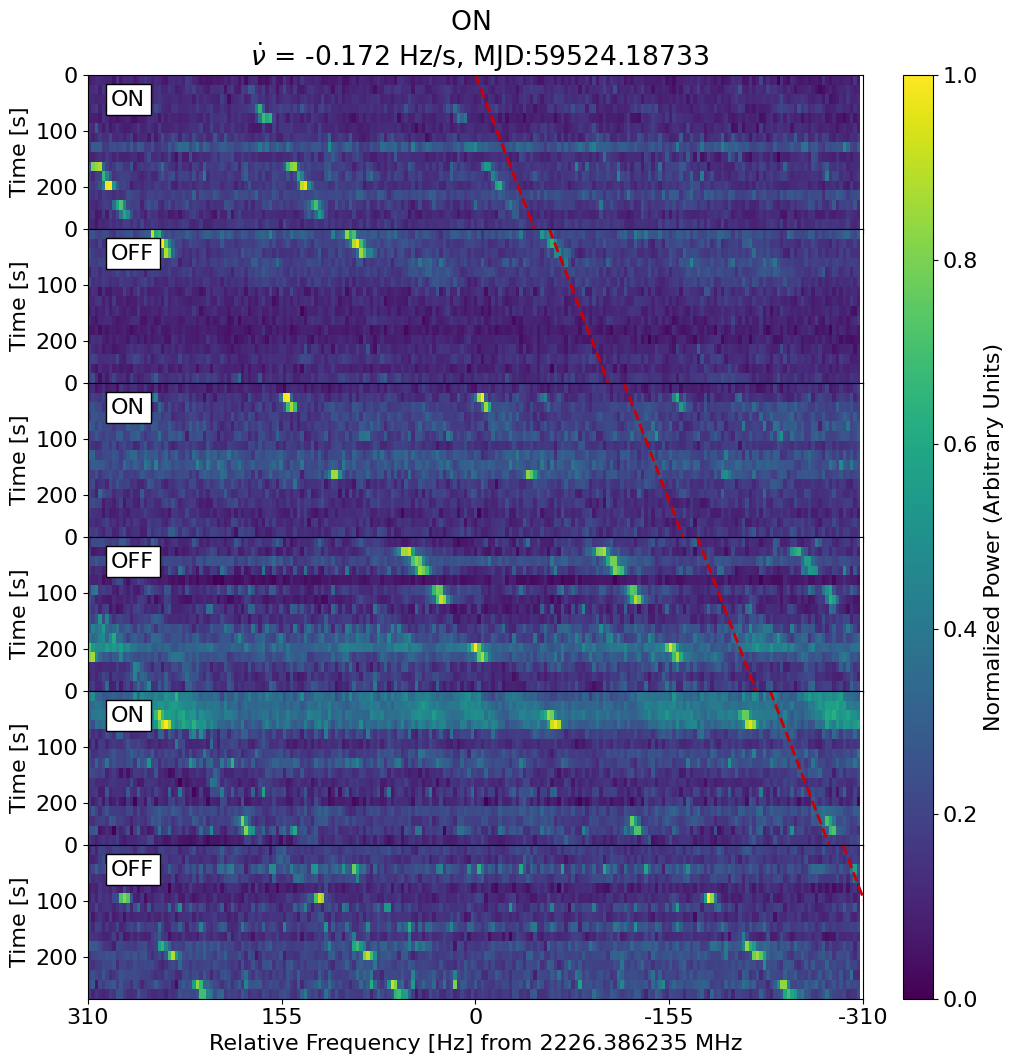 ON
ν̇ = -0.172 Hz/s, MJD:59524.18733
0
100
200
Time [s]
ON
0
100
200
Time [s]
OFF
0
100
200
Time [s]
ON
0
100
200
Time [s]
OFF
0
100
200
Time [s]
ON
0
100
200
Time [s]
OFF
310 155 0 -155 -310
Relative Frequency [Hz] from 2226.386235 MHz
1.0
0.8
0.6
0.4
0.2
0.0
Normalized Power (Arbitrary Units)